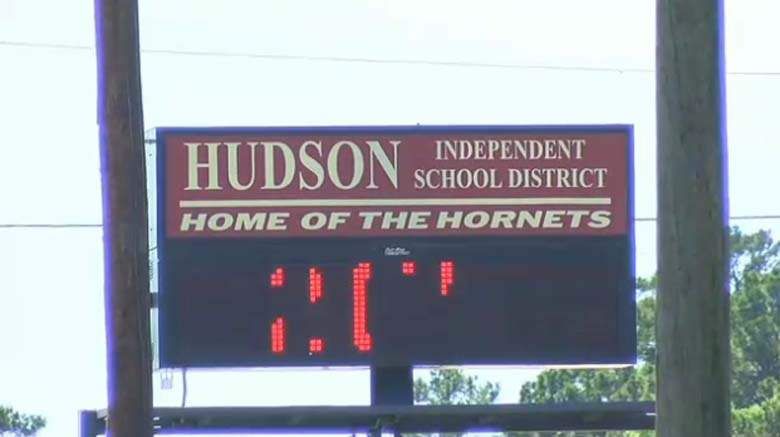 HUDSON INDEPENDENT
SCHOOL DISTRICT
HOME OF THE HORNETS